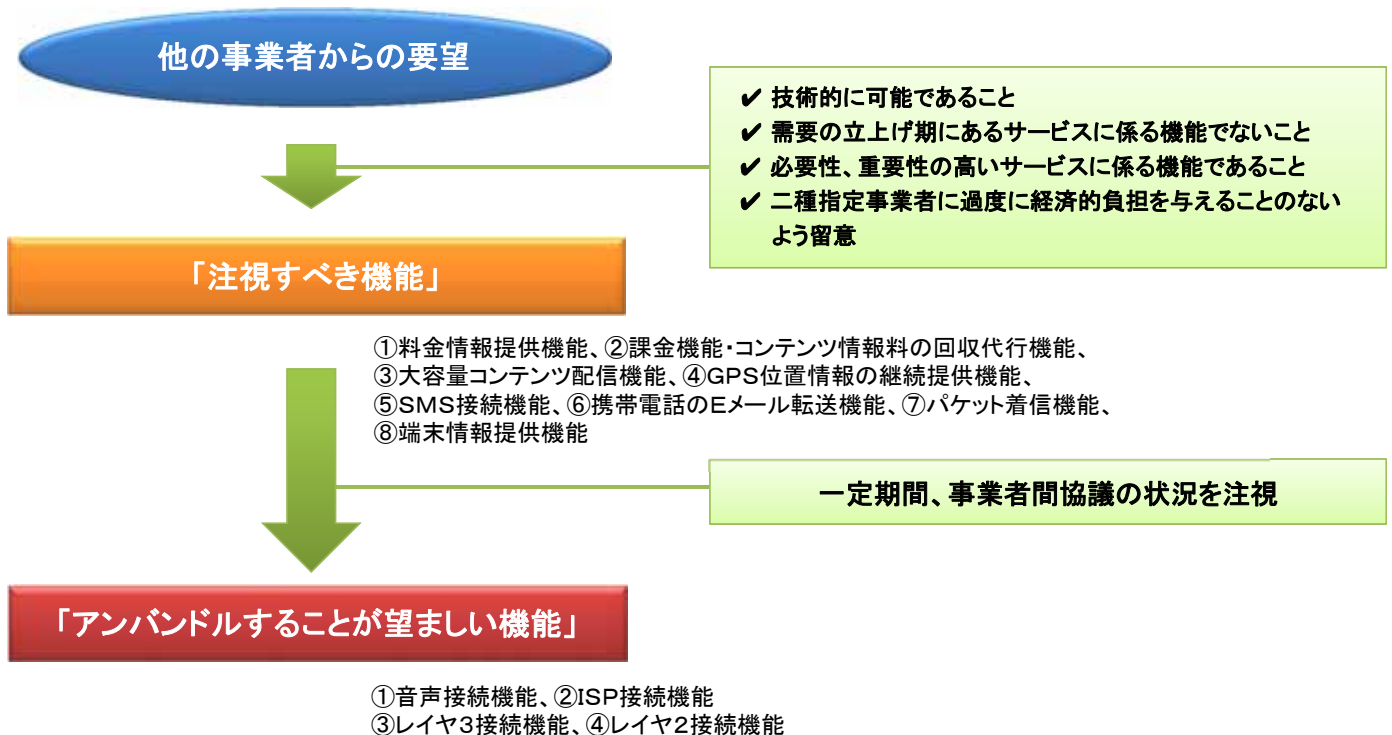 他の事業者からの要望
✔ 技術的に可能であること
✔ 需要の立上げ期にあるサービスに係る機能でないこと
✔ 必要性、重要性の高いサービスに係る機能であること
✔ 二種指定事業者に過度に経済的負担を与えることのない
よう留意
「注視すべき機能」
①料金情報提供機能、②課金機能・コンテンツ情報料の回収代行機能、
③大容量コンテンツ配信機能、④GPS位置情報の継続提供機能、
⑤SMS接続機能、⑥携帯電話のEメール転送機能、⑦パケット着信機能、
⑧端末情報提供機能
一定期間、事業者間協議の状況を注視
「アンバンドルすることが望ましい機能」
①音声接続機能、②ISP接続機能
③レイヤ3接続機能、④レイヤ2接続機能